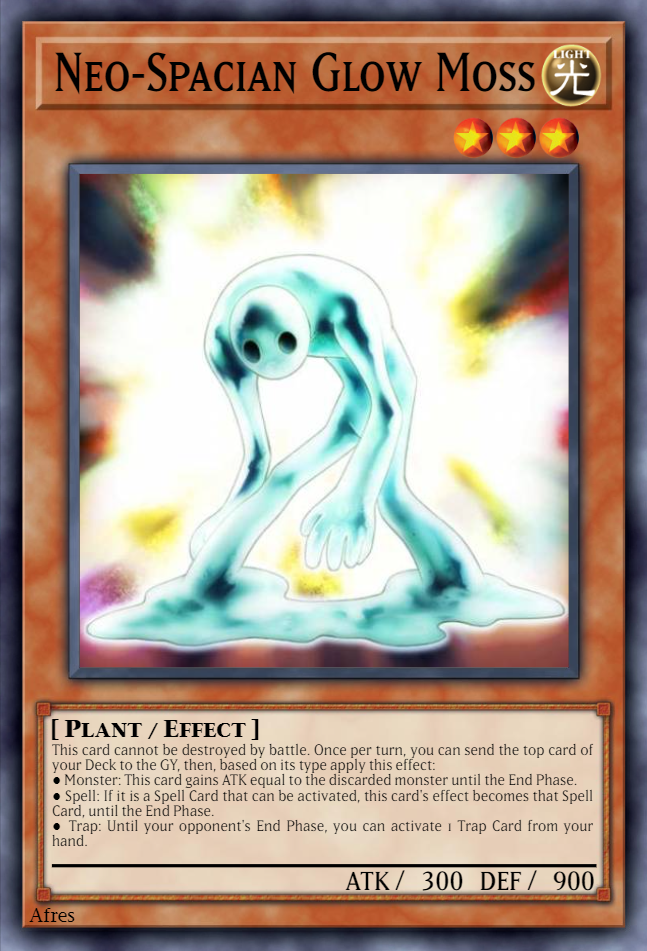 Neo-Spacian Glow Moss
LIGHT
光
[ Plant / Effect ]
This card cannot be destroyed by battle. Once per turn, you can send the top card of
your Deck to the GY, then, based on its type apply this effect:
● Monster: This card gains ATK equal to the discarded monster until the End Phase.
● Spell: If it is a Spell Card that can be activated, this card's effect becomes that Spell
Card, until the End Phase.
● Trap: Until your opponent's End Phase, you can activate 1 Trap Card from your
hand.
ATK / 300 DEF / 900
Afres